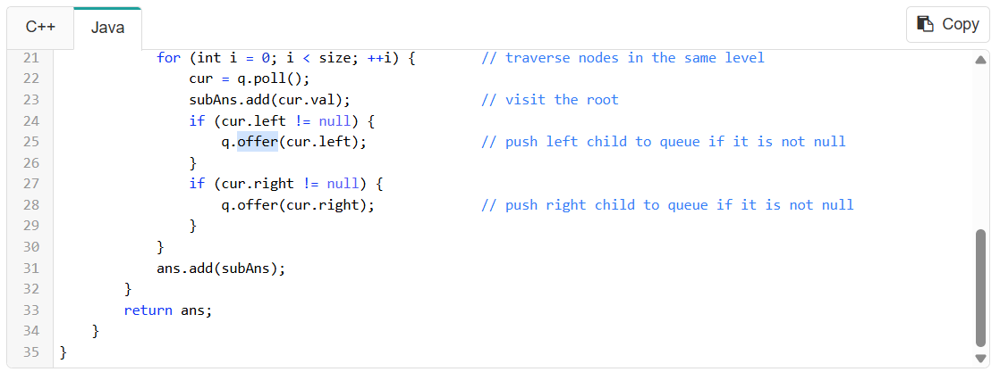 C++ Java Copy
21 for (int i = 0; i < size; ++i) { // traverse nodes in the same level
22 cur = q.poll();
23 subAns.add(cur.val); // visit the root
24 if (cur.left != null) {
25 q.offer(cur.left); // push left child to queue if it is not null
26 }
27 if (cur.right != null) {
28 q.offer(cur.right); // push right child to queue if it is not null
29 }
30 }
31 ans.add(subAns);
32 }
33 return ans;
34 }
35 }